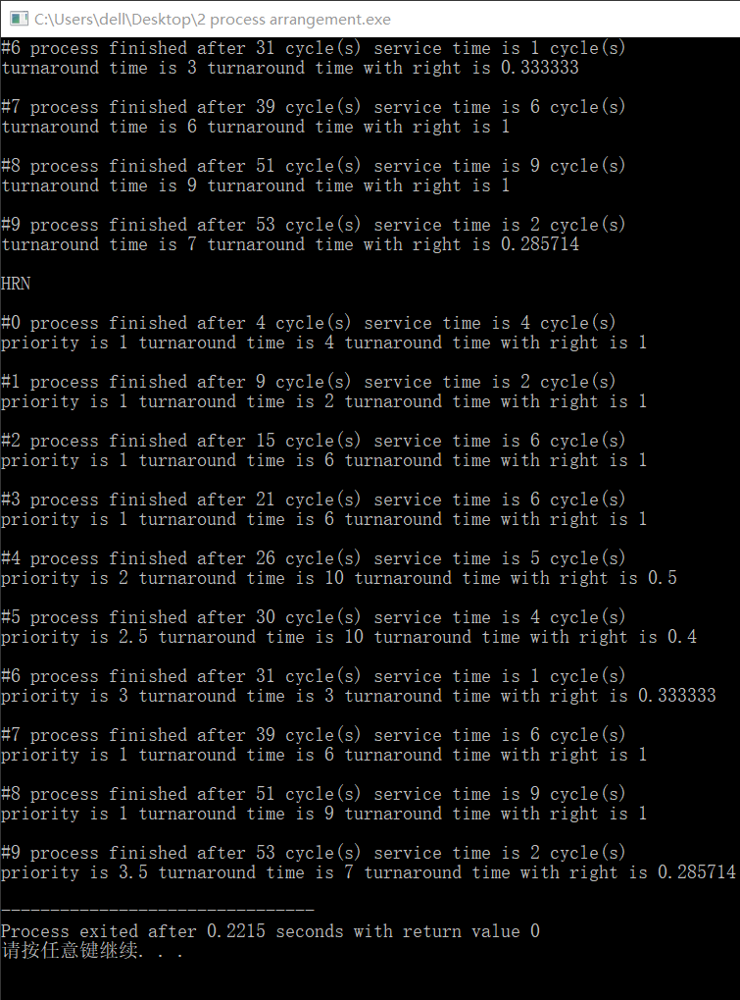 C:\Users\dell\Desktop\2 process arrangement.exe
#6 process finished after 31 cycle(s) service time is 1 cycle(s)
turnaround time is 3 turnaround time with right is 0.333333
#7 process finished after 39 cycle(s) service time is 6 cycle(s)
turnaround time is 6 turnaround time with right is 1
#8 process finished after 51 cycle(s) service time is 9 cycle(s)
turnaround time is 9 turnaround time with right is 1
#9 process finished after 53 cycle(s) service time is 2 cycle(s)
turnaround time is 7 turnaround time with right is 0.285714
HRN
#0 process finished after 4 cycle(s) service time is 4 cycle(s)
priority is 1 turnaround time is 4 turnaround time with right is 1
#1 process finished after 9 cycle(s) service time is 2 cycle(s)
priority is 1 turnaround time is 2 turnaround time with right is 1
#2 process finished after 15 cycle(s) service time is 6 cycle(s)
priority is 1 turnaround time is 6 turnaround time with right is 1
#3 process finished after 21 cycle(s) service time is 6 cycle(s)
priority is 1 turnaround time is 6 turnaround time with right is 1
#4 process finished after 26 cycle(s) service time is 5 cycle(s)
priority is 2 turnaround time is 10 turnaround time with right is 0.5
#5 process finished after 30 cycle(s) service time is 4 cycle(s)
priority is 2.5 turnaround time is 10 turnaround time with right is 0.4
#6 process finished after 31 cycle(s) service time is 1 cycle(s)
priority is 3 turnaround time is 3 turnaround time with right is 0.333333
#7 process finished after 39 cycle(s) service time is 6 cycle(s)
priority is 1 turnaround time is 6 turnaround time with right is 1
#8 process finished after 51 cycle(s) service time is 9 cycle(s)
priority is 1 turnaround time is 9 turnaround time with right is 1
#9 process finished after 53 cycle(s) service time is 2 cycle(s)
priority is 3.5 turnaround time is 7 turnaround time with right is 0.285714
--------------------------------
Process exited after 0.2215 seconds with return value 0
请按任意键继续. . .